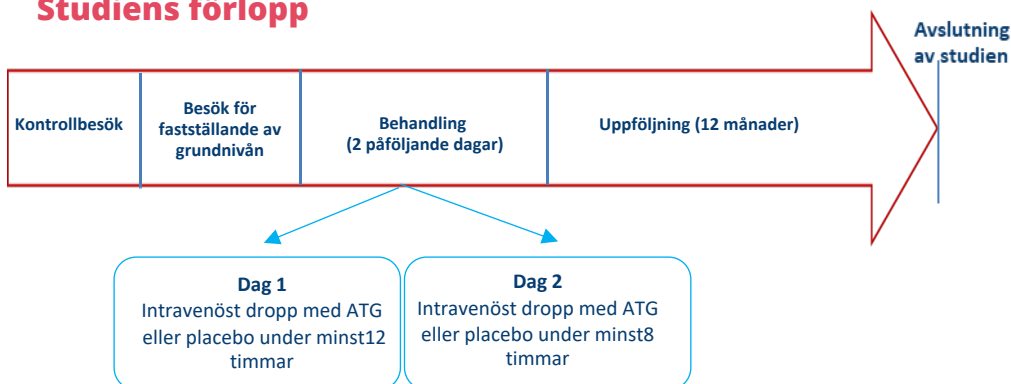 Studiens förlopp
Avslutning
av studien
Kontrollbesök
Besök för
fastställande av
grundnivån
Behandling
(2 påföljande dagar)
Uppföljning (12 månader)
Dag 1
Intravenöst dropp med ATG
eller placebo under minst12
timmar
Dag 2
Intravenöst dropp med ATG
eller placebo under minst8
timmar